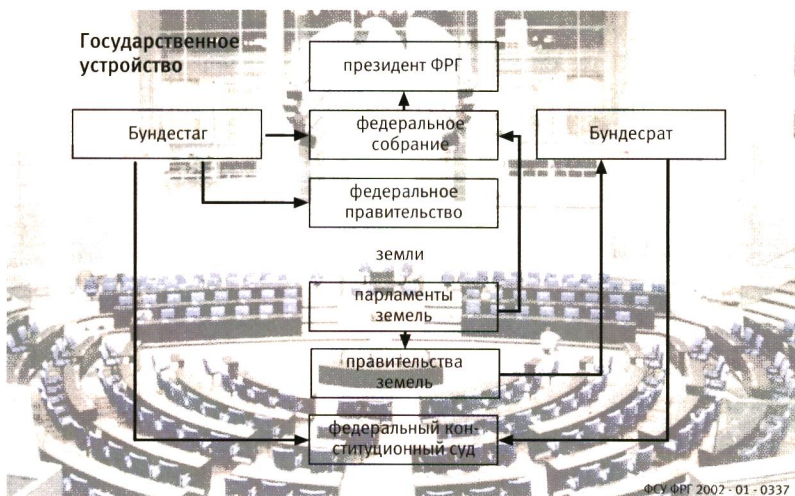 Государственное
устройство
президент ФРГ
Бундестаг
федеральное
собрание
Бундесрат
федеральное
правительство
земли
парламенты
земель
правительства
земель
федеральный кон-
ституционный суд
ФСУ ФРГ 2002 - 01 - 0337